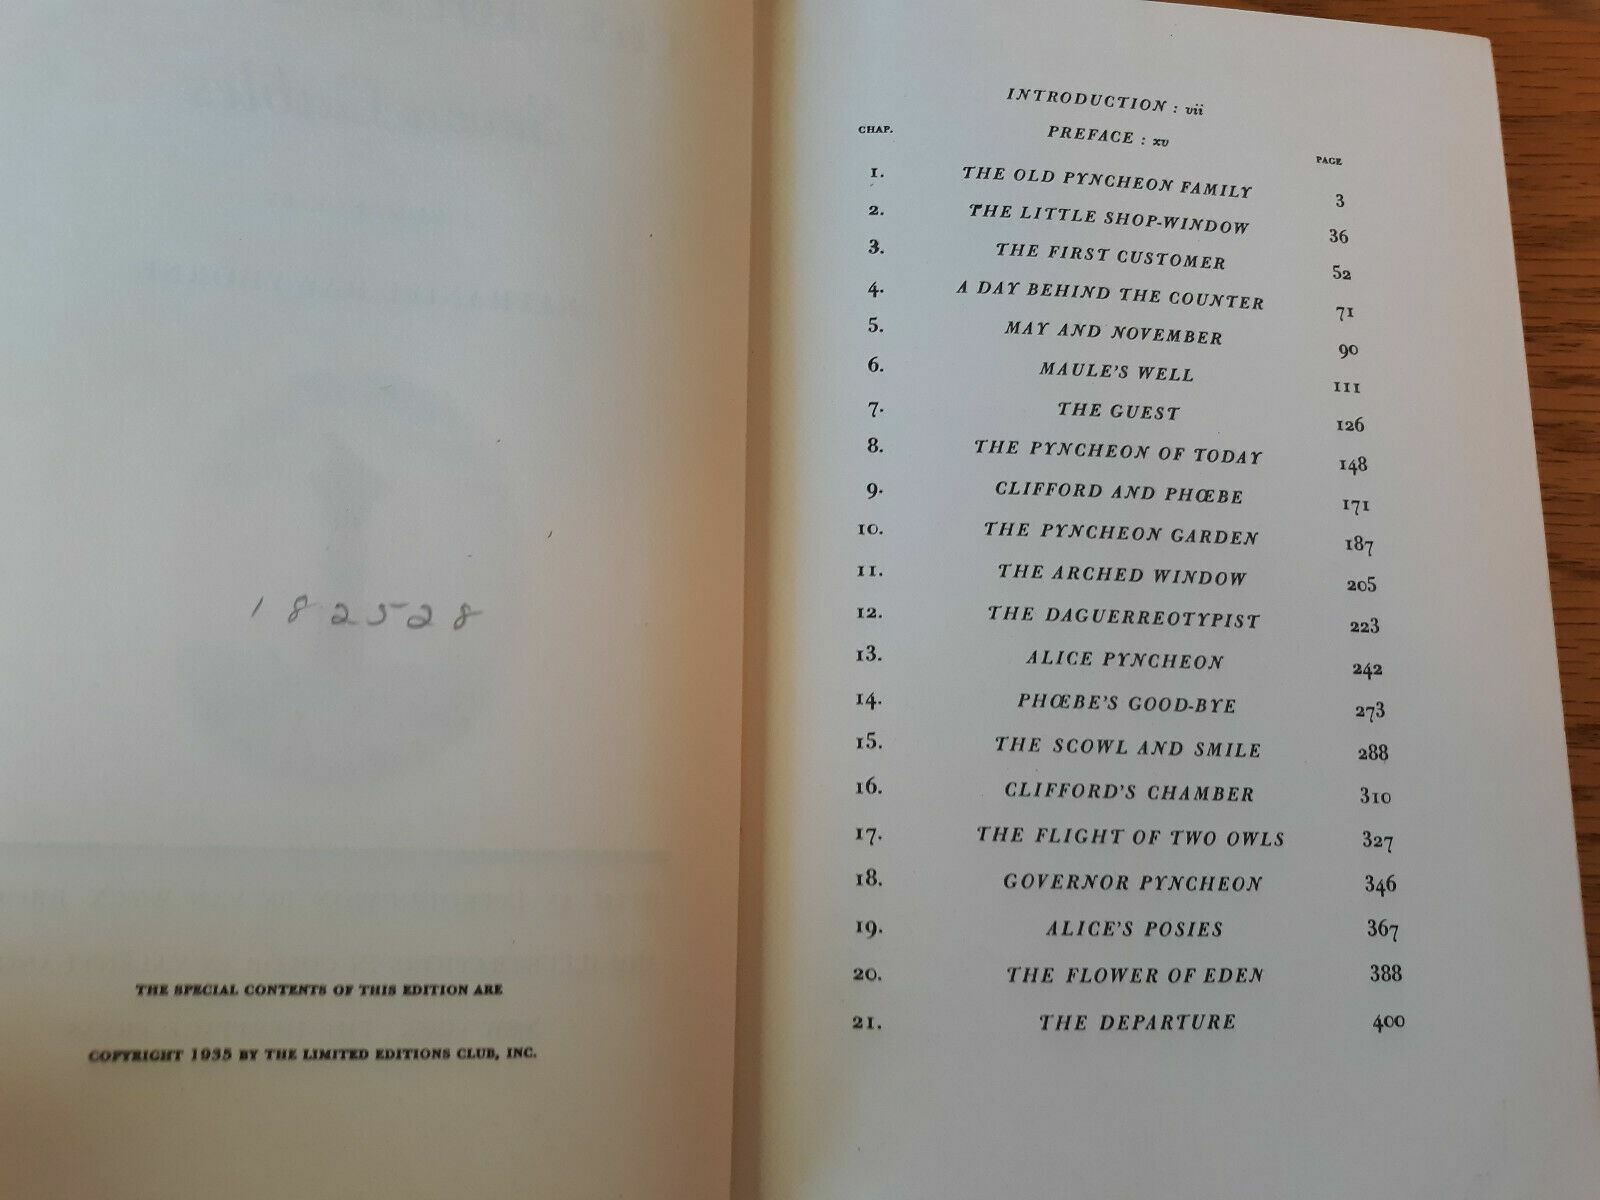 182528
THE SPECIAL CONTENTS OF THIS EDITION ARE
COPYRIGHT 1935 BY THE LIMITED EDITIONS CLUB, INC.
INTRODUCTION : vii
PREFACE : xv
CHAP. PAGE
1. THE OLD PYNCHEON FAMILY 3
2. THE LITTLE SHOP-WINDOW 36
3. THE FIRST CUSTOMER 52
4. A DAY BEHIND THE COUNTER 71
5. MAY AND NOVEMBER 90
6. MAULE'S WELL 111
7. THE GUEST 126
8. THE PYNCHEON OF TODAY 148
9. CLIFFORD AND PHŒBE 171
10. THE PYNCHEON GARDEN 187
11. THE ARCHED WINDOW 205
12. THE DAGUERREOTYPIST 223
13. ALICE PYNCHEON 242
14. PHŒBE'S GOOD-BYE 273
15. THE SCOWL AND SMILE 288
16. CLIFFORD'S CHAMBER 310
17. THE FLIGHT OF TWO OWLS 327
18. GOVERNOR PYNCHEON 346
19. ALICE'S POSIES 367
20. THE FLOWER OF EDEN 388
21. THE DEPARTURE 400